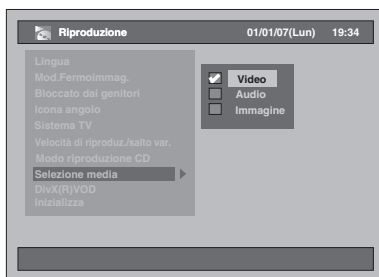 Riproduzione 01/01/07(Lun) 19:34
Lingua
Mod.Fermoimmag.
Bloccato dai genitori
Icona angolo
Sistema TV
Velocità di riproduz./salto var.
Modo riproduzione CD
Selezione media
DivX(R)VOD
Inizializza
Video
Audio
Immagine